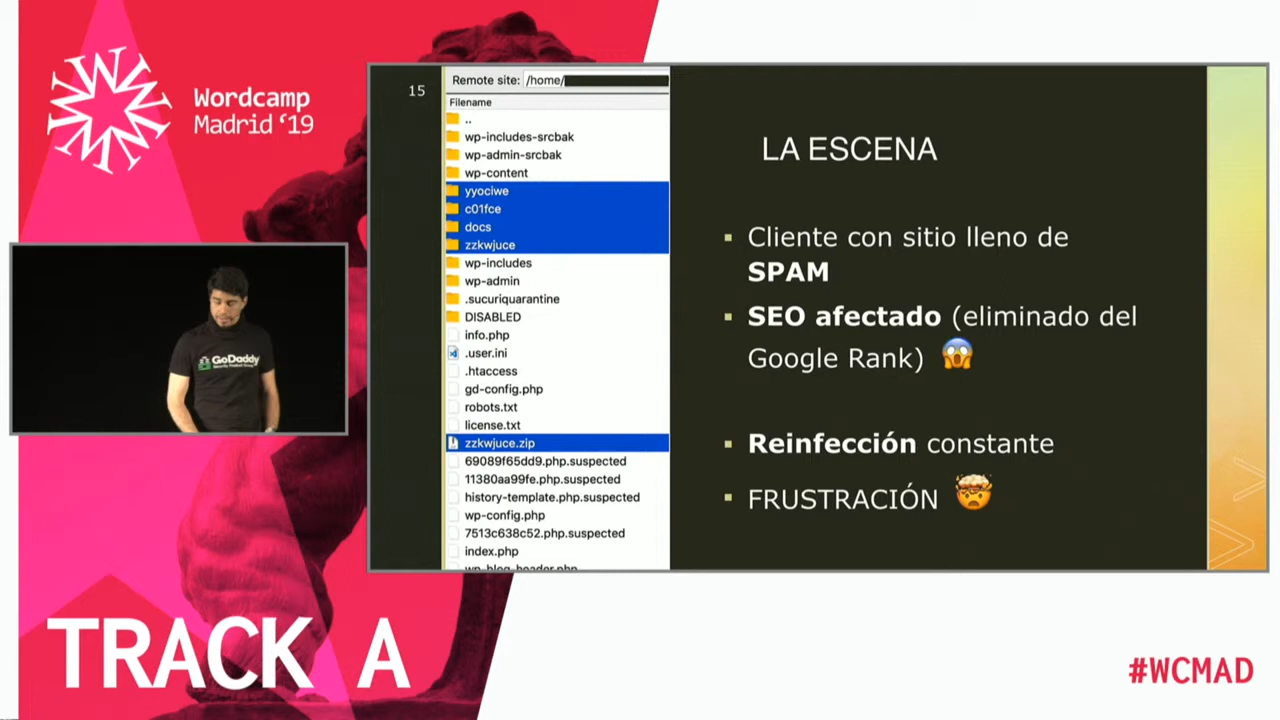 Wordcamp
Madrid '19
15
Remote site: /home/
Filename
..
wp-includes-srcbak
wp-admin-srcbak
wp-content
yyociwe
c01fce
docs
zzkwjuce
wp-includes
wp-admin
.sucuriquarantine
DISABLED
info.php
.user.ini
.htaccess
gd-config.php
robots.txt
license.txt
zzkwjuce.zip
69089f65dd9.php.suspected
11380aa99fe.php.suspected
history-template.php.suspected
wp-config.php
7513c638c52.php.suspected
index.php
wp-blog-header.php
LA ESCENA
▪ Cliente con sitio lleno de
SPAM
▪ SEO afectado (eliminado del
Google Rank) 😱
▪ Reinfección constante
▪ FRUSTRACIÓN 🤯
GoDaddy
TRACK A
#WCMAD